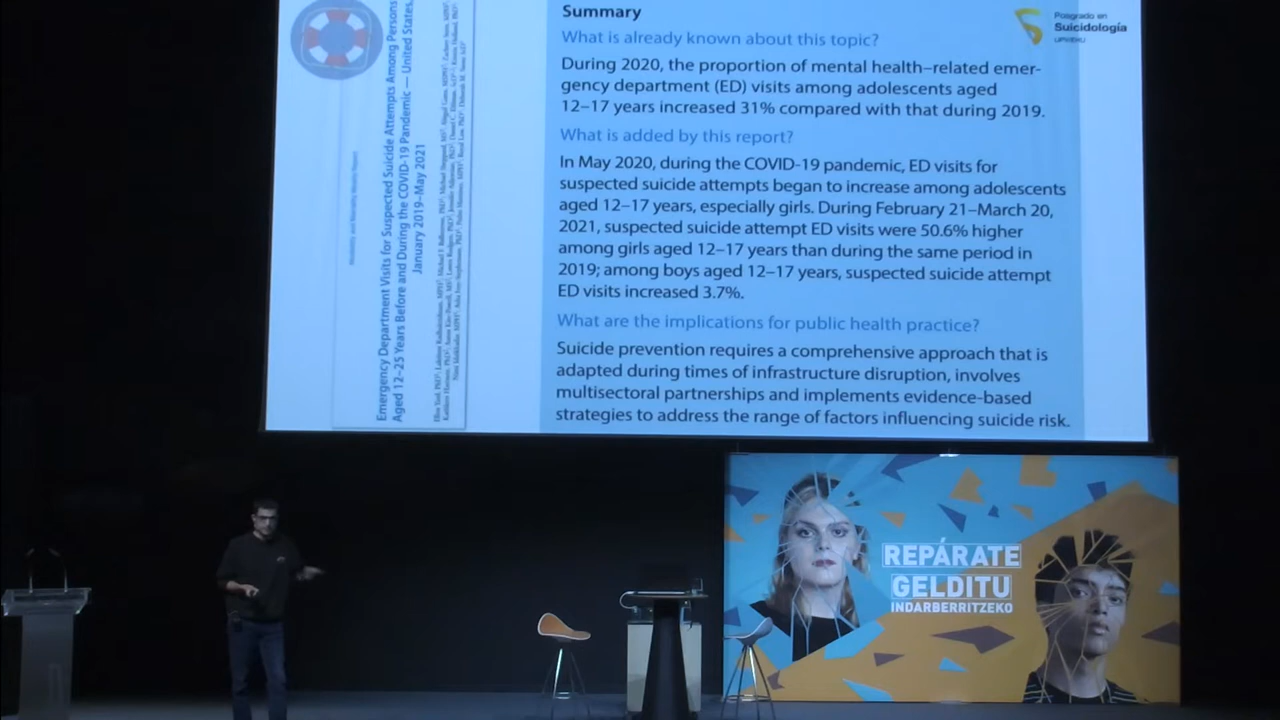 Emergency Department Visits for Suspected Suicide Attempts Among Persons
Aged 12–25 Years Before and During the COVID-19 Pandemic — United States,
January 2019–May 2021
Summary
What is already known about this topic?
During 2020, the proportion of mental health–related emer-
gency department (ED) visits among adolescents aged
12–17 years increased 31% compared with that during 2019.
What is added by this report?
In May 2020, during the COVID-19 pandemic, ED visits for
suspected suicide attempts began to increase among adolescents
aged 12–17 years, especially girls. During February 21–March 20,
2021, suspected suicide attempt ED visits were 50.6% higher
among girls aged 12–17 years than during the same period in
2019; among boys aged 12–17 years, suspected suicide attempt
ED visits increased 3.7%.
What are the implications for public health practice?
Suicide prevention requires a comprehensive approach that is
adapted during times of infrastructure disruption, involves
multisectoral partnerships and implements evidence-based
strategies to address the range of factors influencing suicide risk.
Posgrado en
Suicidología
UPV/EHU
REPÁRATE
GELDITU
INDARBERRITZEKO